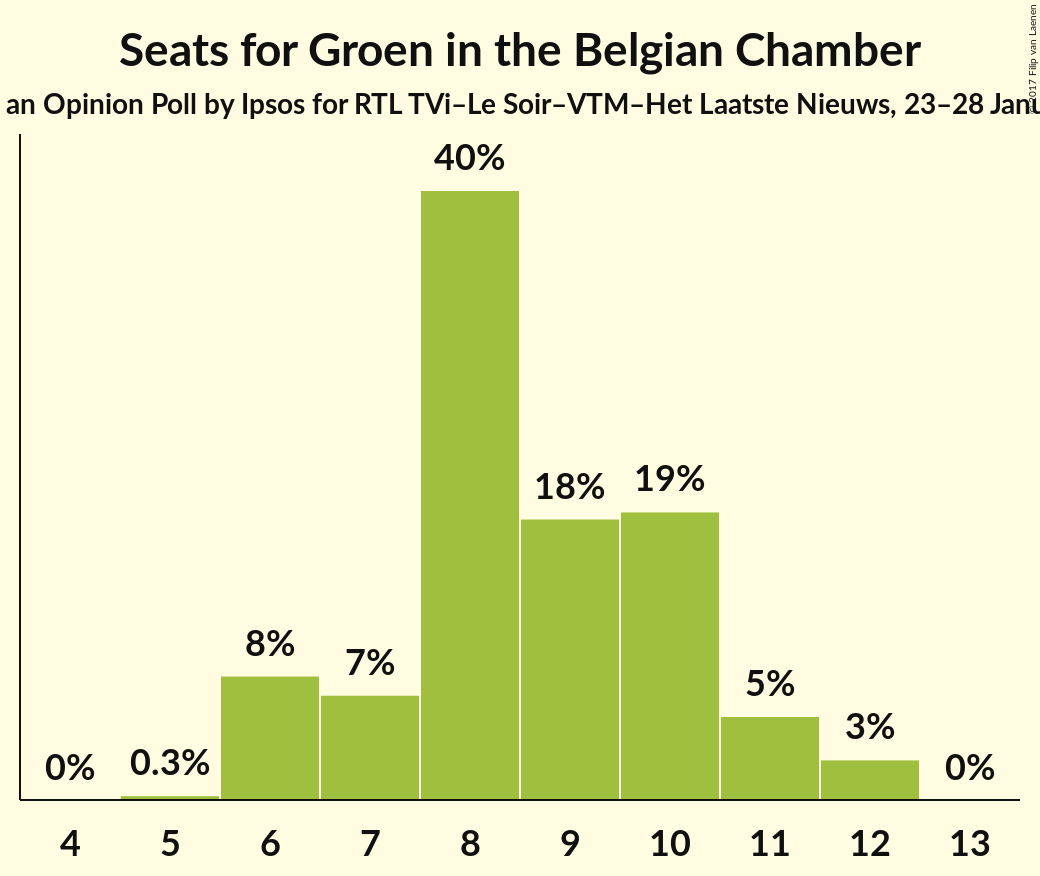 Seats for Groen in the Belgian Chamber
an Opinion Poll by Ipsos for RTL TVi–Le Soir–VTM–Het Laatste Nieuws, 23–28 Janu
© 2017 Filip van Laenen
40%
19%
18%
8%
7%
5%
3%
0%
0.3%
0%
4 5 6 7 8 9 10 11 12 13